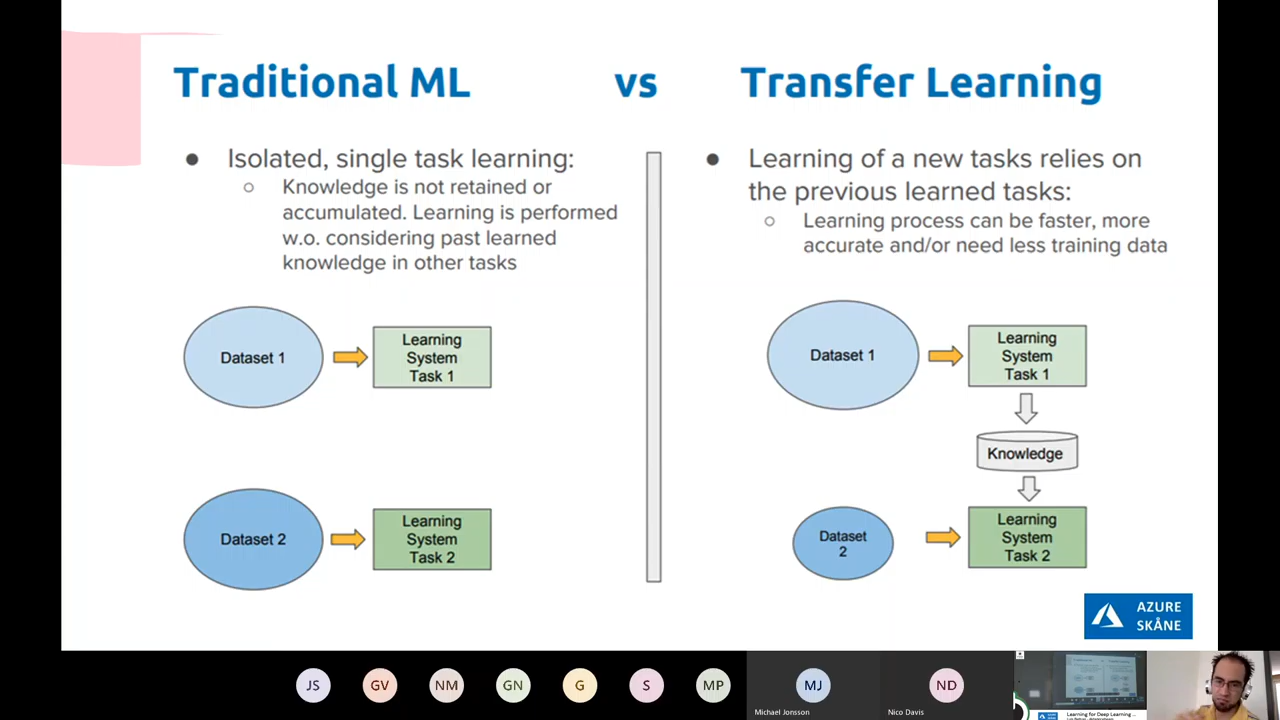 Traditional ML vs Transfer Learning
● Isolated, single task learning:
○ Knowledge is not retained or
accumulated. Learning is performed
w.o. considering past learned
knowledge in other tasks
● Learning of a new tasks relies on
the previous learned tasks:
○ Learning process can be faster, more
accurate and/or need less training data
Dataset 1
Learning
System
Task 1
Dataset 2
Learning
System
Task 2
Dataset 1
Learning
System
Task 1
Knowledge
Dataset
2
Learning
System
Task 2
AZURE
SKÅNE
JS
GV
NM
GN
G
S
MP
MJ
Michael Jonsson
ND
Nico Davis
Learning for Deep Learning ...